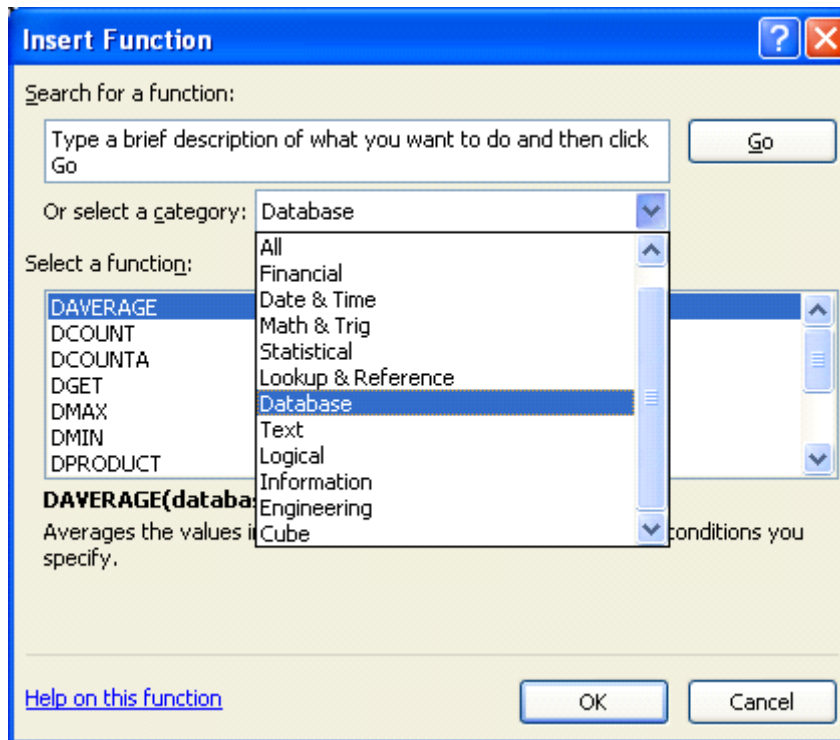 Insert Function
Search for a function:
Type a brief description of what you want to do and then click
Go
Go
Or select a category: Database
All
Financial
Date & Time
Math & Trig
Statistical
Lookup & Reference
Database
Text
Logical
Information
Engineering
Cube
Select a function:
DAVERAGE
DCOUNT
DCOUNTA
DGET
DMAX
DMIN
DPRODUCT
DAVERAGE(databa
Averages the values i conditions you
specify.
Help on this function
OK
Cancel